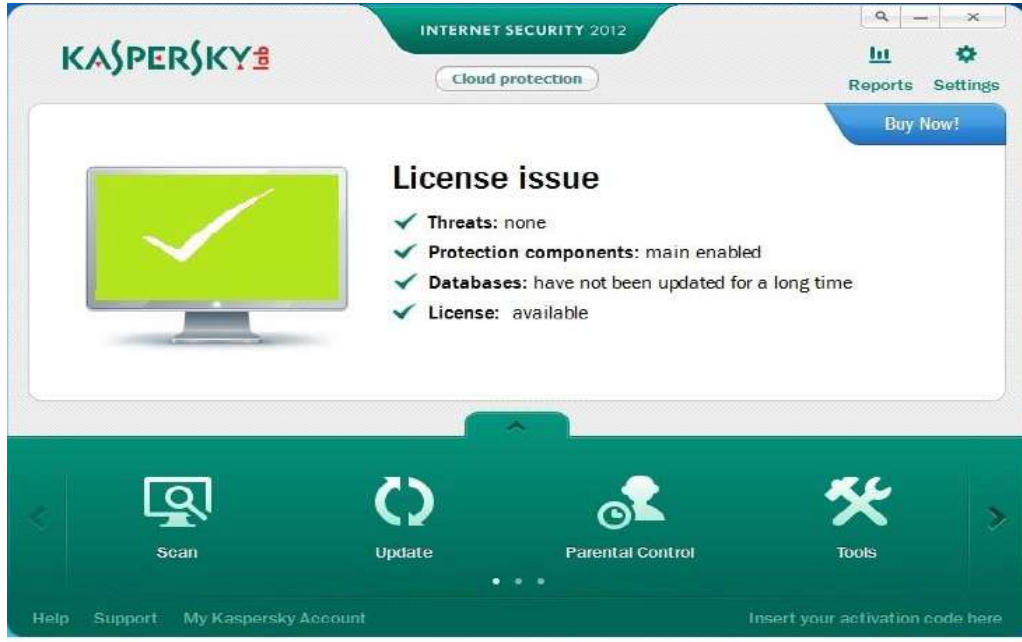 INTERNET SECURITY 2012
KASPERSKY lab
Cloud protection
Reports Settings
Buy Now!
License issue
Threats: none
Protection components: main enabled
Databases: have not been updated for a long time
License: available
Scan Update Parental Control Tools
Help Support My Kaspersky Account Insert your activation code here